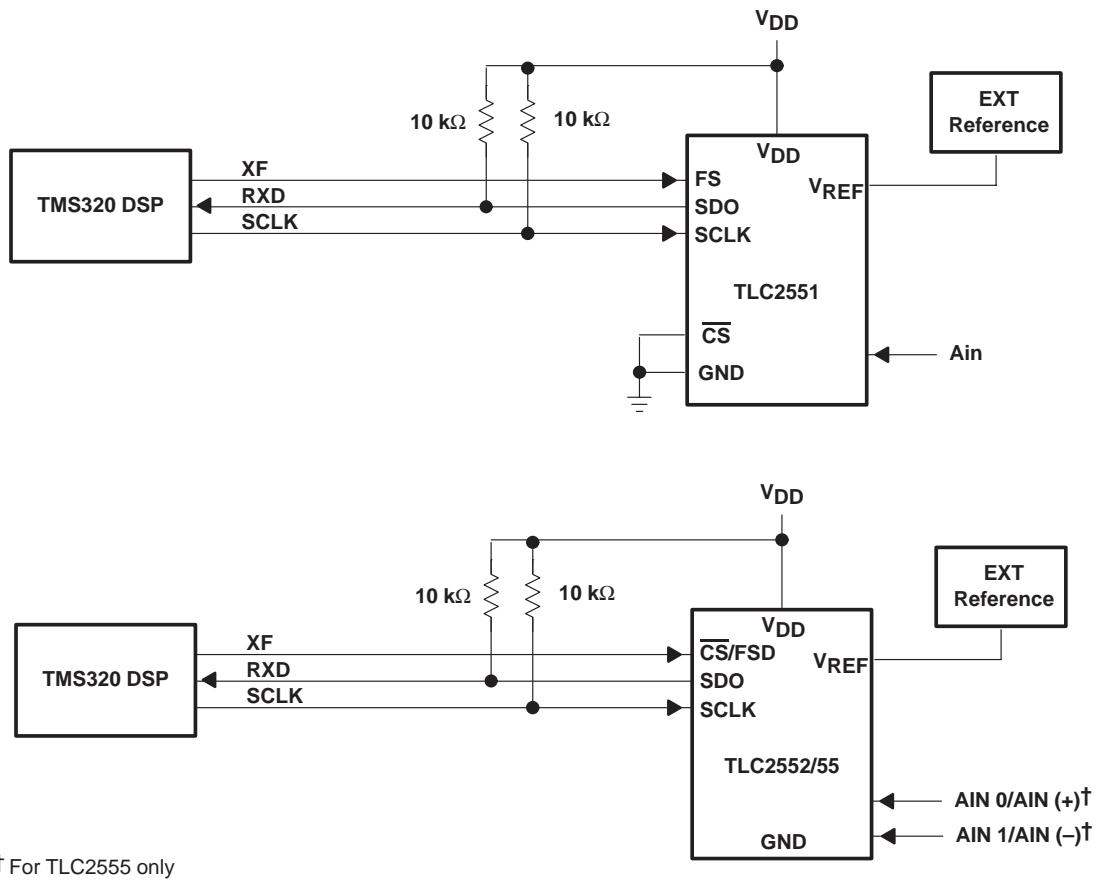 VDD
10 kΩ
10 kΩ
EXT
Reference
TMS320 DSP
XF
RXD
SCLK
VDD
FS
SDO
SCLK
VREF
TLC2551
CS
GND
Ain
VDD
10 kΩ
10 kΩ
EXT
Reference
TMS320 DSP
XF
RXD
SCLK
VDD
CS/FSD
SDO
SCLK
VREF
TLC2552/55
AIN 0/AIN (+)†
AIN 1/AIN (–)†
GND
† For TLC2555 only